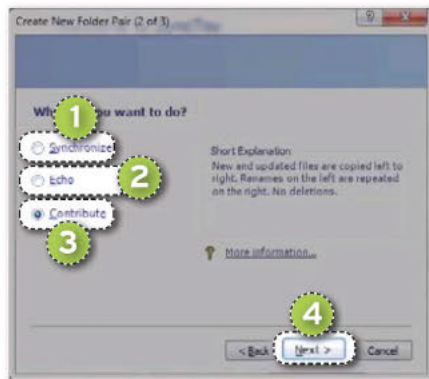 Create New Folder Pair (2 of 3)
you want to do?
1
Synchronize
2
Echo
Contribute
3
Short Explanation
New and updated files are copied left to
right. Renames on the left are repeated
on the right. No deletions.
More information...
4
< Back
Next >
Cancel